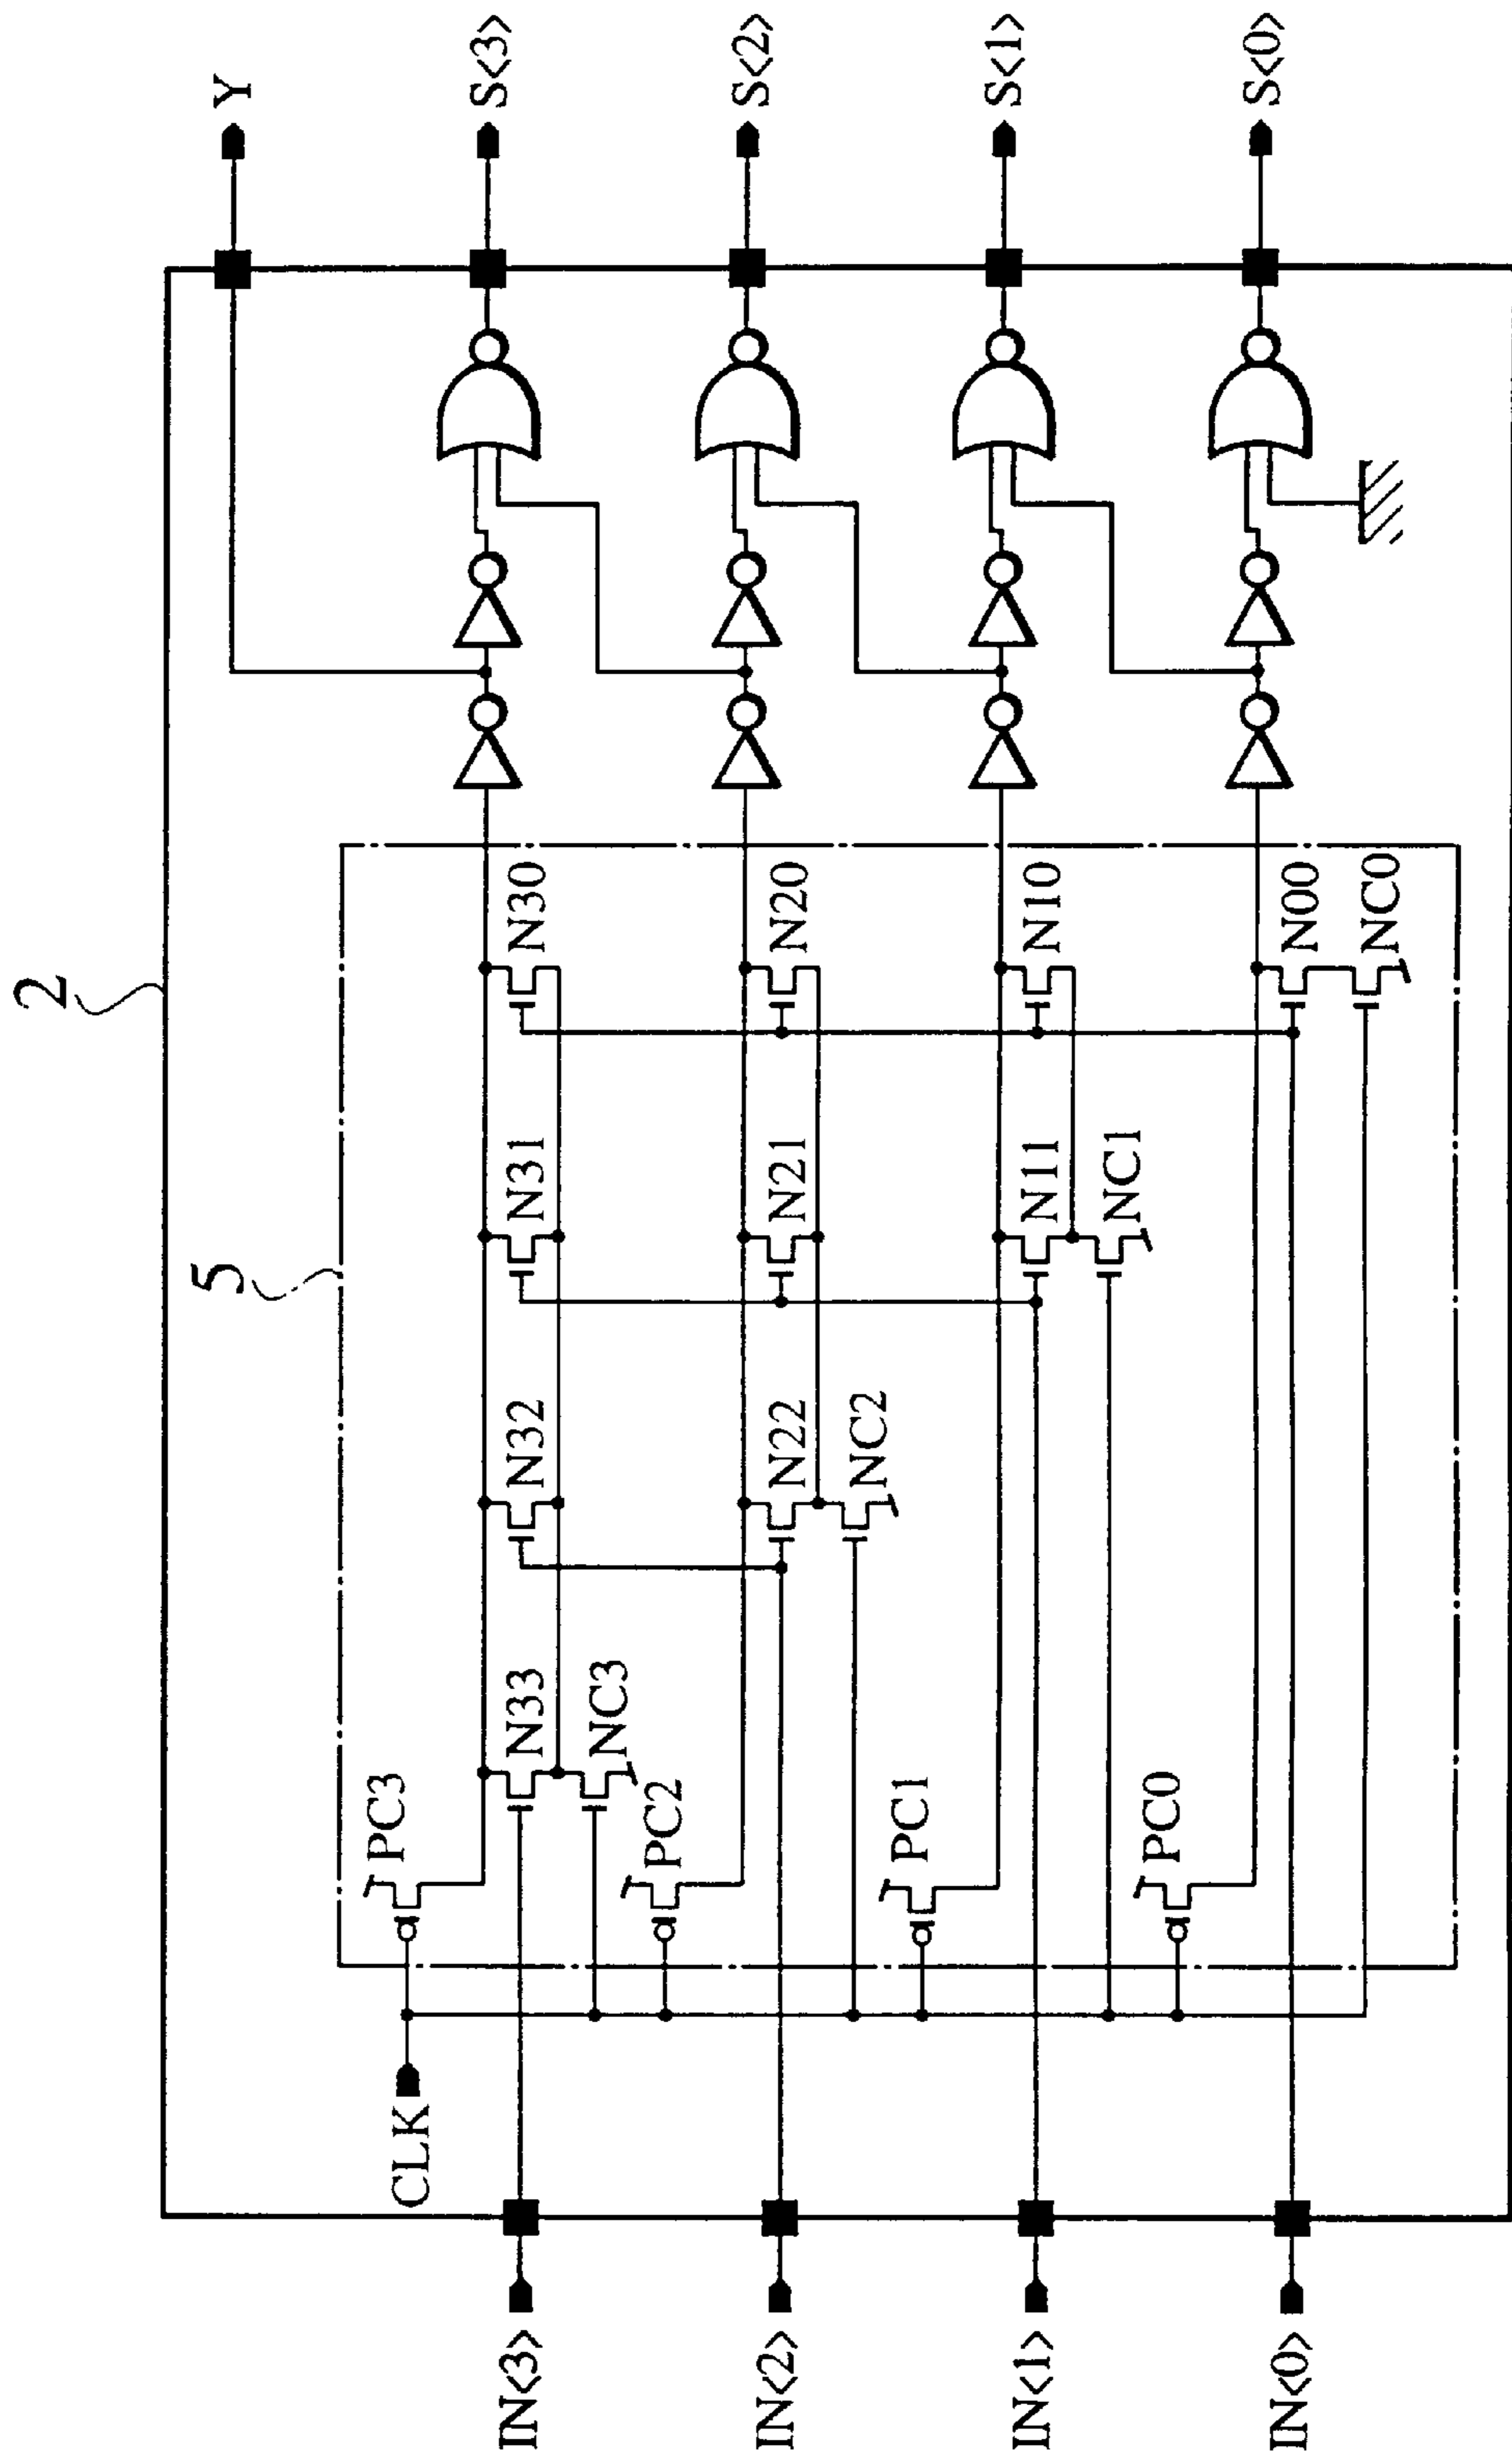 2
5
Y
S<3>
S<2>
S<1>
S<0>
CLK
IN<3>
IN<2>
IN<1>
IN<0>
PC3
N33
N32
N31
N30
NC3
PC2
N22
N21
N20
NC2
PC1
N11
N10
NC1
PC0
N00
NC0